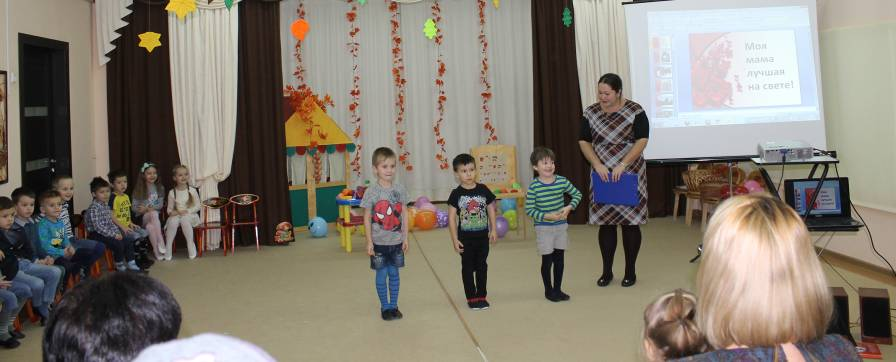 Моя
мама
лучшая
на свете!